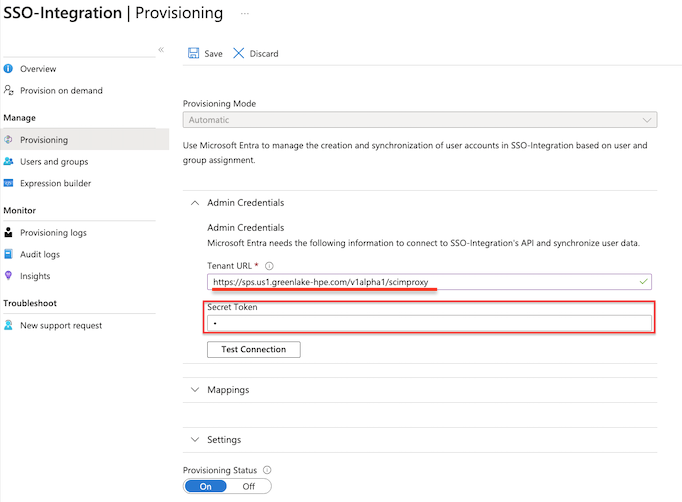 SSO-Integration | Provisioning ...
Save Discard
Overview
Provision on demand
Manage
Provisioning
Users and groups
Expression builder
Monitor
Provisioning logs
Audit logs
Insights
Troubleshoot
New support request
Provisioning Mode
Automatic
Use Microsoft Entra to manage the creation and synchronization of user accounts in SSO-Integration based on user and
group assignment.
Admin Credentials
Admin Credentials
Microsoft Entra needs the following information to connect to SSO-Integration's API and synchronize user data.
Tenant URL *
https://sps.us1.greenlake-hpe.com/v1alpha1/scimproxy
Secret Token
•
Test Connection
Mappings
Settings
Provisioning Status
On Off